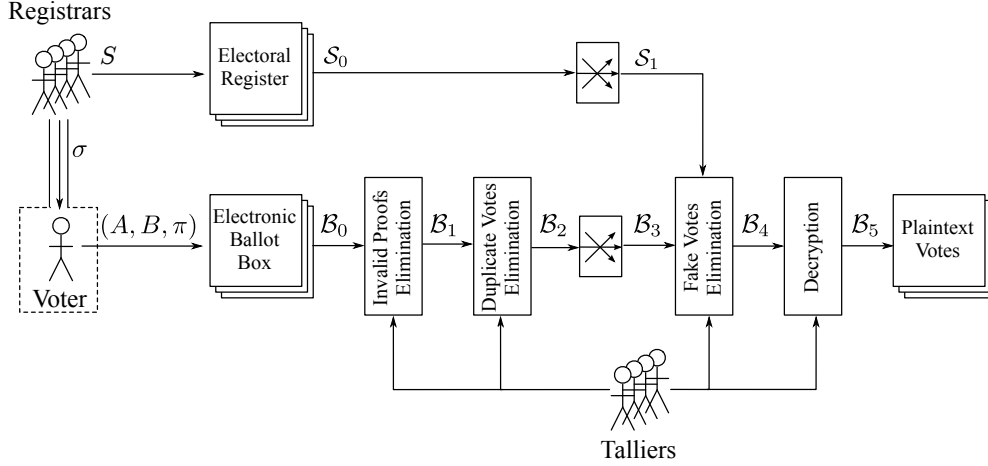 Registrars
S
Electoral
Register
𝒮₀
𝒮₁
σ
(A, B, π)
Electronic
Ballot
Box
ℬ₀
Invalid Proofs
Elimination
ℬ₁
Duplicate Votes
Elimination
ℬ₂
ℬ₃
Fake Votes
Elimination
ℬ₄
Decryption
ℬ₅
Plaintext
Votes
Voter
Talliers